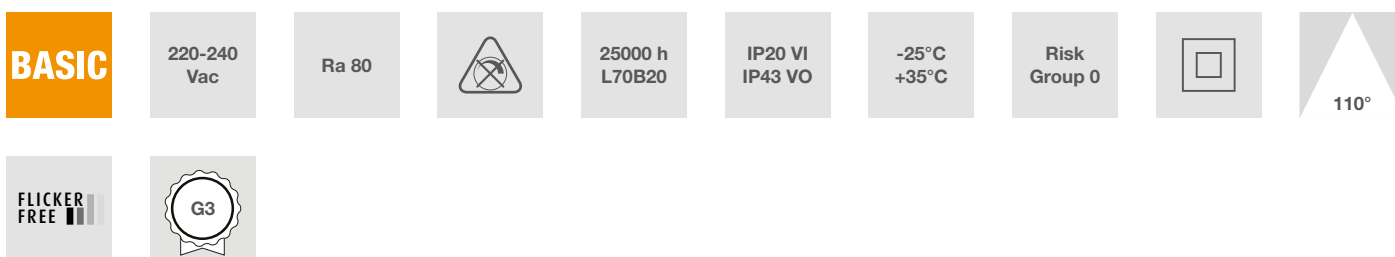 BASIC
220-240
Vac
Ra 80
25000 h
L70B20
IP20 VI
IP43 VO
-25°C
+35°C
Risk
Group 0
110°
FLICKER
FREE
G3